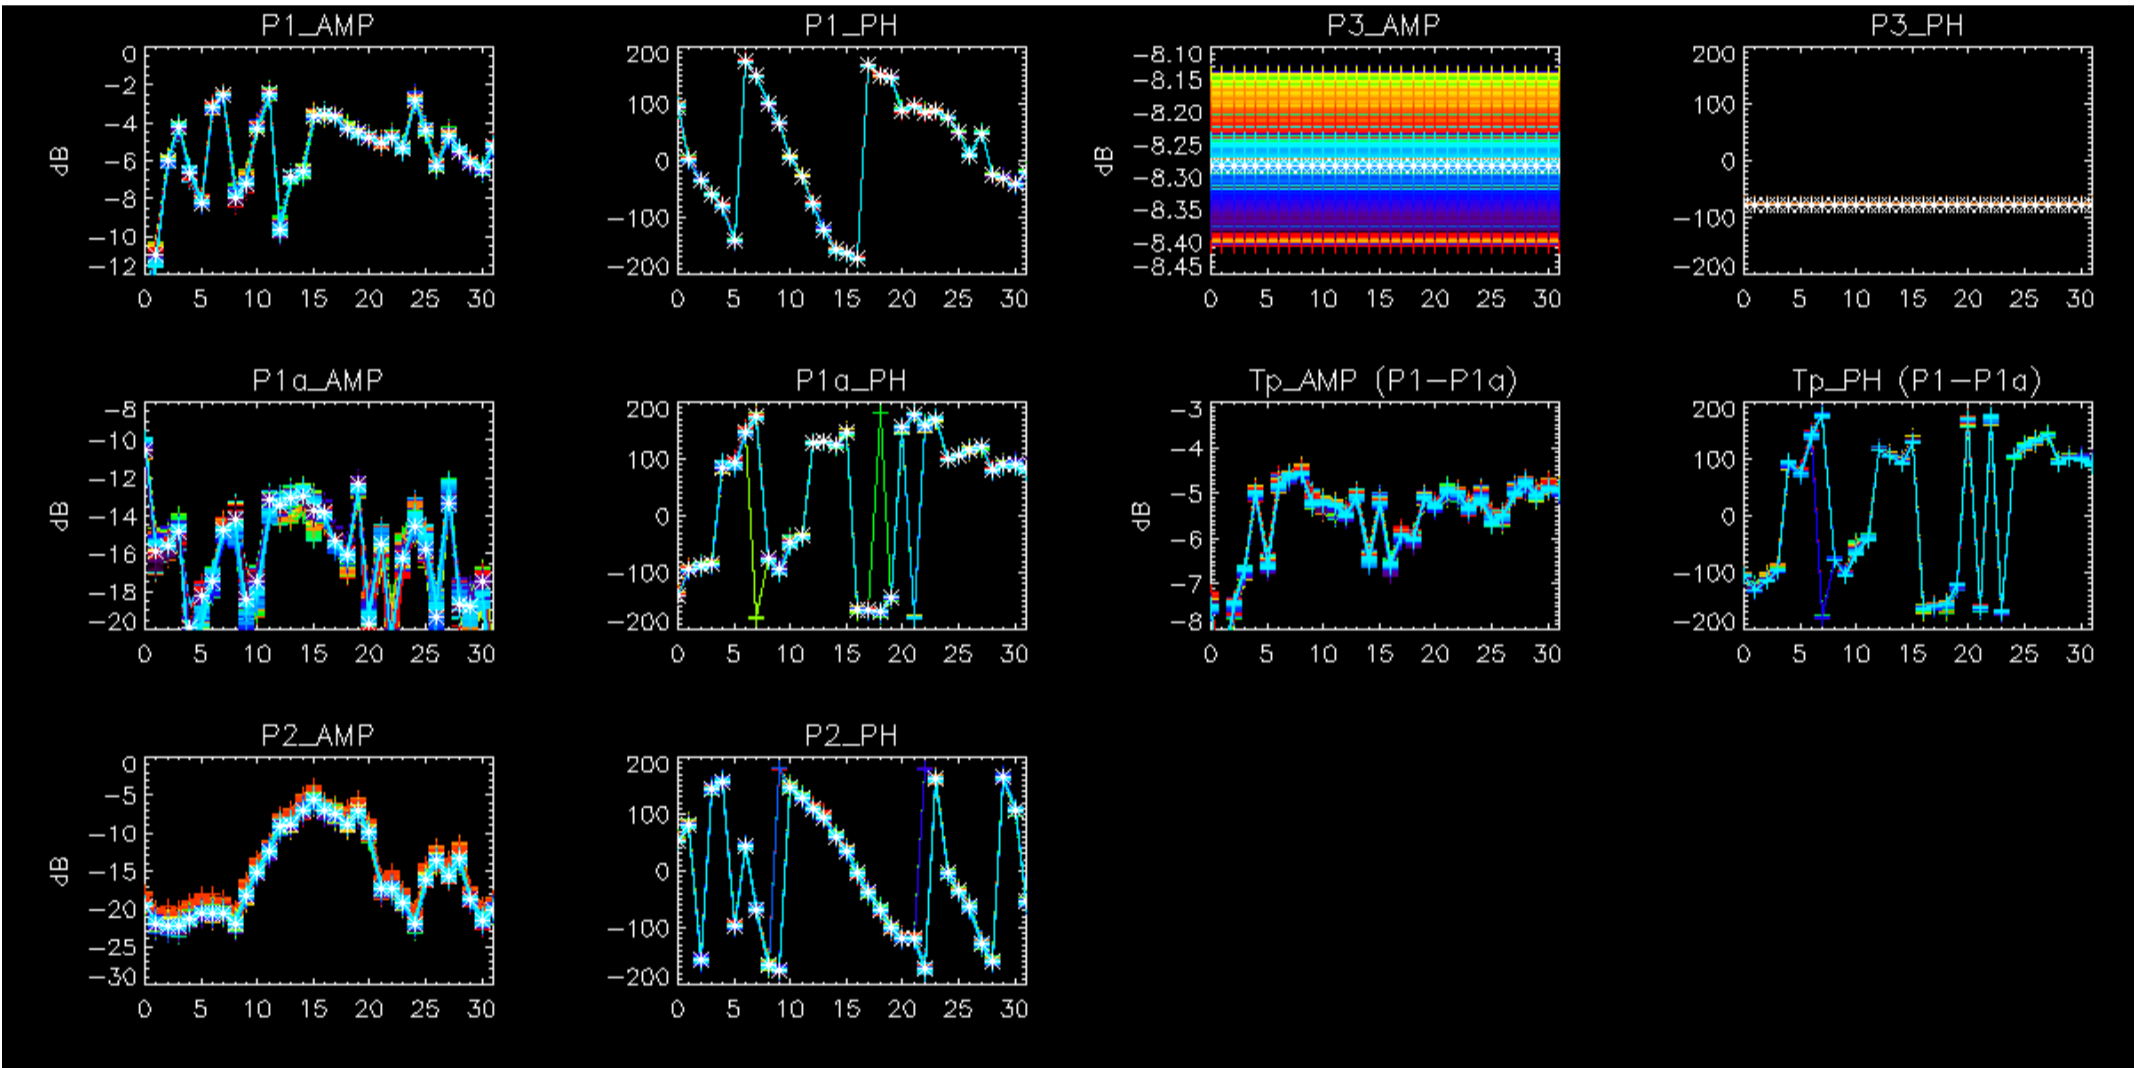 P1_AMP
P1_PH
P3_AMP
P3_PH
dB
0
-2
-4
-6
-8
-10
-12
0 5 10 15 20 25 30
200
100
0
-100
-200
0 5 10 15 20 25 30
dB
-8.10
-8.15
-8.20
-8.25
-8.30
-8.35
-8.40
-8.45
0 5 10 15 20 25 30
200
100
0
-100
-200
0 5 10 15 20 25 30
P1a_AMP
P1a_PH
Tp_AMP (P1-P1a)
Tp_PH (P1-P1a)
dB
-8
-10
-12
-14
-16
-18
-20
0 5 10 15 20 25 30
200
100
0
-100
-200
0 5 10 15 20 25 30
dB
-3
-4
-5
-6
-7
-8
0 5 10 15 20 25 30
200
100
0
-100
-200
0 5 10 15 20 25 30
P2_AMP
P2_PH
dB
0
-5
-10
-15
-20
-25
-30
0 5 10 15 20 25 30
200
100
0
-100
-200
0 5 10 15 20 25 30